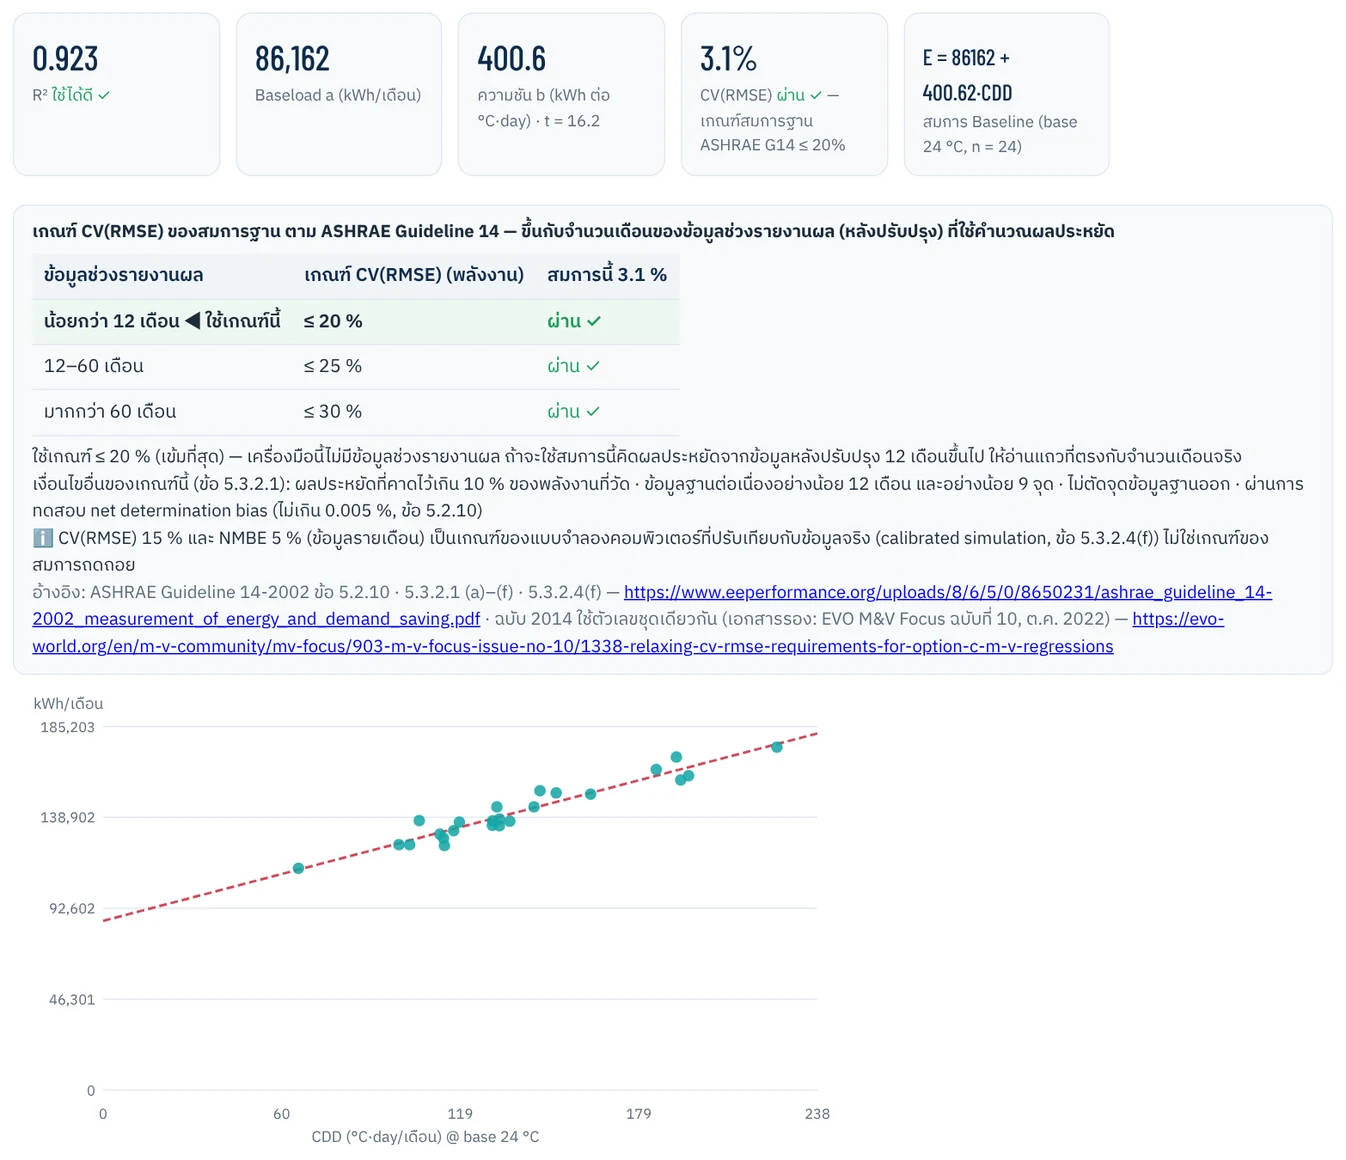 0.923
R² ใช้ได้ดี ✓
86,162
Baseload a (kWh/เดือน)
400.6
ความชัน b (kWh ต่อ
°C·day) · t = 16.2
3.1%
CV(RMSE) ผ่าน ✓ —
เกณฑ์สมการฐาน
ASHRAE G14 ≤ 20%
E = 86162 +
400.62·CDD
สมการ Baseline (base
24 °C, n = 24)
เกณฑ์ CV(RMSE) ของสมการฐาน ตาม ASHRAE Guideline 14 — ขึ้นกับจำนวนเดือนของข้อมูลช่วงรายงานผล (หลังปรับปรุง) ที่ใช้คำนวณผลประหยัด
ข้อมูลช่วงรายงานผล เกณฑ์ CV(RMSE) (พลังงาน) สมการนี้ 3.1 %
น้อยกว่า 12 เดือน ◀ ใช้เกณฑ์นี้ ≤ 20 % ผ่าน ✓
12–60 เดือน ≤ 25 % ผ่าน ✓
มากกว่า 60 เดือน ≤ 30 % ผ่าน ✓
ใช้เกณฑ์ ≤ 20 % (เข้มที่สุด) — เครื่องมือนี้ไม่มีข้อมูลช่วงรายงานผล ถ้าจะใช้สมการนี้คิดผลประหยัดจากข้อมูลหลังปรับปรุง 12 เดือนขึ้นไป ให้อ่านแถวที่ตรงกับจำนวนเดือนจริง
เงื่อนไขอื่นของเกณฑ์นี้ (ข้อ 5.3.2.1): ผลประหยัดที่คาดไว้เกิน 10 % ของพลังงานที่วัด · ข้อมูลฐานต่อเนื่องอย่างน้อย 12 เดือน และอย่างน้อย 9 จุด · ไม่ตัดจุดข้อมูลฐานออก · ผ่านการ
ทดสอบ net determination bias (ไม่เกิน 0.005 %, ข้อ 5.2.10)
ℹ️ CV(RMSE) 15 % และ NMBE 5 % (ข้อมูลรายเดือน) เป็นเกณฑ์ของแบบจำลองคอมพิวเตอร์ที่ปรับเทียบกับข้อมูลจริง (calibrated simulation, ข้อ 5.3.2.4(f)) ไม่ใช่เกณฑ์ของ
สมการถดถอย
อ้างอิง: ASHRAE Guideline 14-2002 ข้อ 5.2.10 · 5.3.2.1 (a)–(f) · 5.3.2.4(f) — https://www.eeperformance.org/uploads/8/6/5/0/8650231/ashrae_guideline_14-
2002_measurement_of_energy_and_demand_saving.pdf · ฉบับ 2014 ใช้ตัวเลขชุดเดียวกัน (เอกสารรอง: EVO M&V Focus ฉบับที่ 10, ต.ค. 2022) — https://evo-
world.org/en/m-v-community/mv-focus/903-m-v-focus-issue-no-10/1338-relaxing-cv-rmse-requirements-for-option-c-m-v-regressions
kWh/เดือน
185,203
138,902
92,602
46,301
0
0 60 119 179 238
CDD (°C·day/เดือน) @ base 24 °C